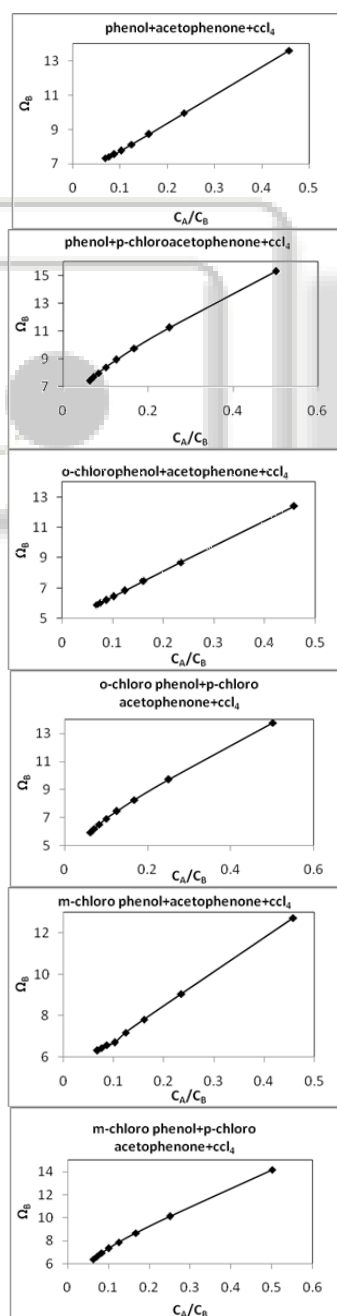 phenol+acetophenone+ccl₄
13
11
9
7
Ω_B
0 0.1 0.2 0.3 0.4 0.5
C_A/C_B
phenol+p-chloroacetophenone+ccl₄
15
13
11
9
7
Ω_B
0 0.2 0.4 0.6
C_A/C_B
o-chlorophenol+acetophenone+ccl₄
13
11
9
7
5
Ω_B
0 0.1 0.2 0.3 0.4 0.5
C_A/C_B
o-chloro phenol+p-chloro
acetophenone+ccl₄
13
11
9
7
5
Ω_B
0 0.2 0.4 0.6
C_A/C_B
m-chloro phenol+acetophenone+ccl₄
12
10
8
6
Ω_B
0 0.1 0.2 0.3 0.4 0.5
C_A/C_B
m-chloro phenol+p-chloro
acetophenone+ccl₄
14
12
10
8
6
Ω_B
0 0.1 0.2 0.3 0.4 0.5 0.6
C_A/C_B